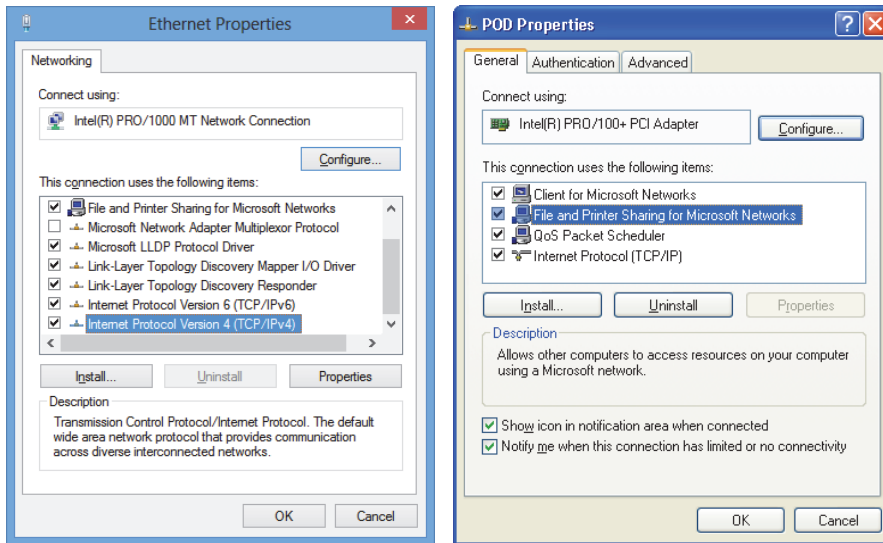 Ethernet Properties
Networking
Connect using:
Intel(R) PRO/1000 MT Network Connection
Configure...
This connection uses the following items:
File and Printer Sharing for Microsoft Networks
Microsoft Network Adapter Multiplexor Protocol
Microsoft LLDP Protocol Driver
Link-Layer Topology Discovery Mapper I/O Driver
Link-Layer Topology Discovery Responder
Internet Protocol Version 6 (TCP/IPv6)
Internet Protocol Version 4 (TCP/IPv4)
Install...
Uninstall
Properties
Description
Transmission Control Protocol/Internet Protocol. The default
wide area network protocol that provides communication
across diverse interconnected networks.
OK
Cancel
POD Properties
General
Authentication
Advanced
Connect using:
Intel(R) PRO/100+ PCI Adapter
Configure...
This connection uses the following items:
Client for Microsoft Networks
File and Printer Sharing for Microsoft Networks
QoS Packet Scheduler
Internet Protocol (TCP/IP)
Install...
Uninstall
Properties
Description
Allows other computers to access resources on your computer
using a Microsoft network.
Show icon in notification area when connected
Notify me when this connection has limited or no connectivity
OK
Cancel